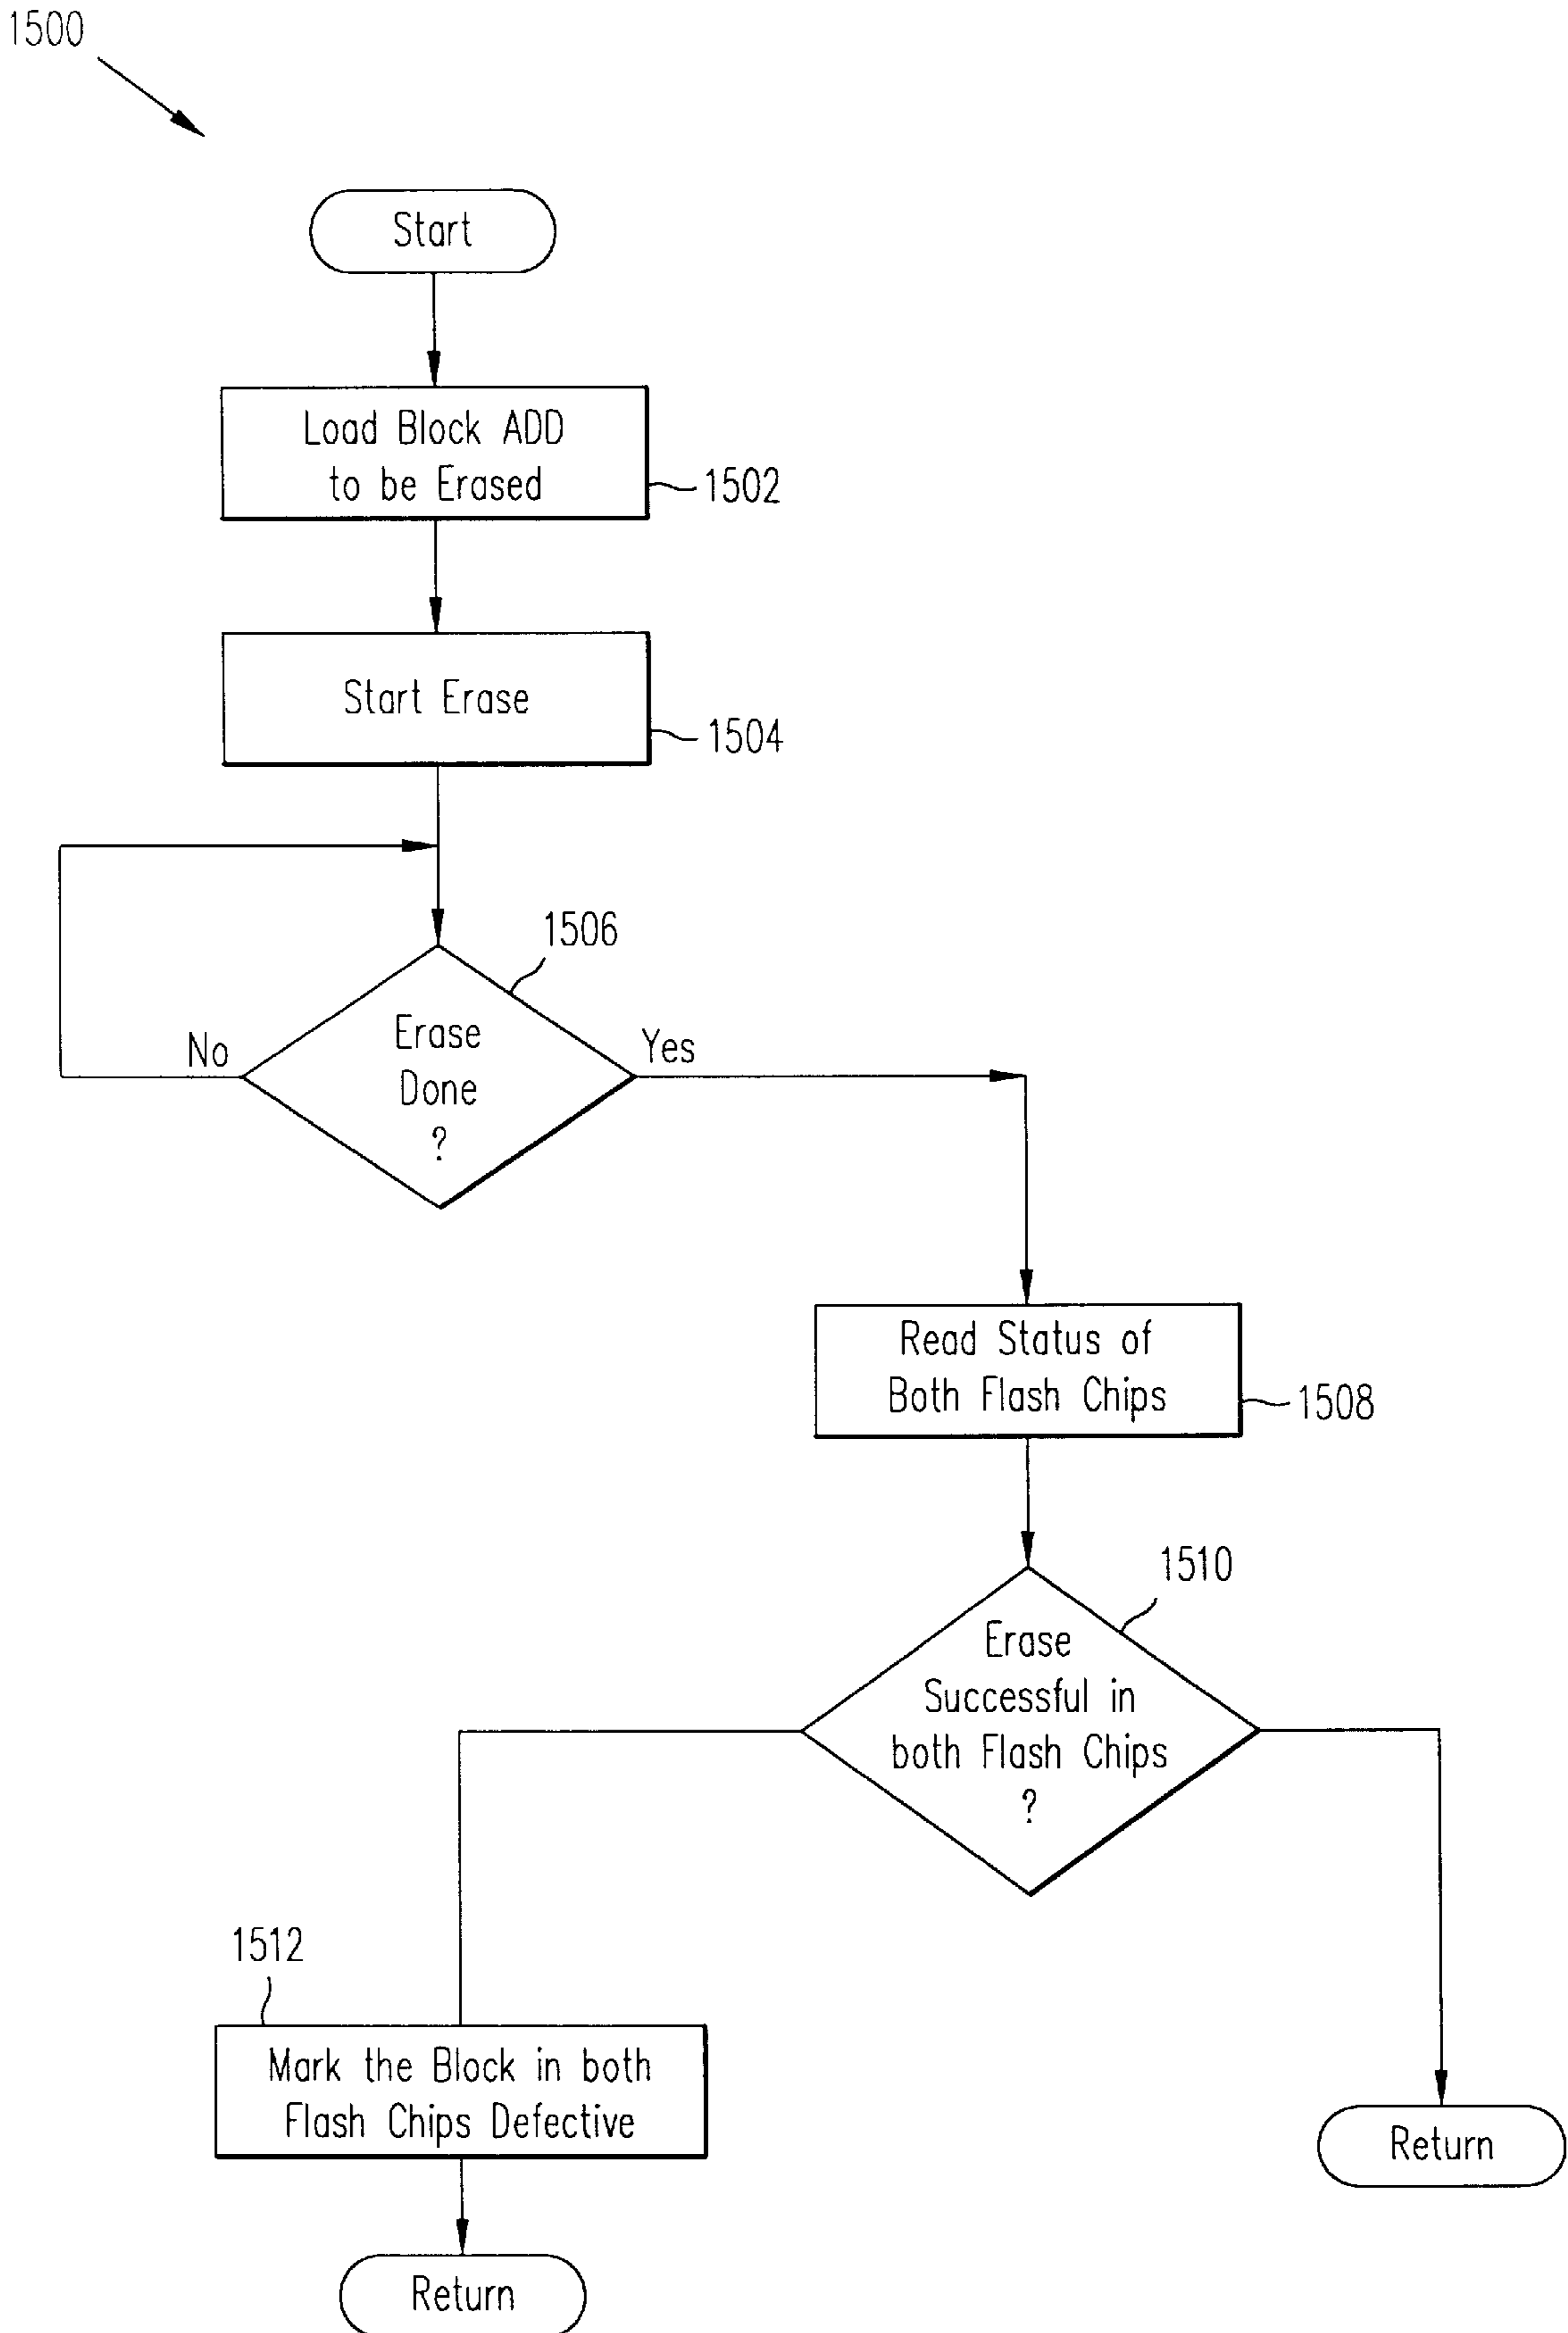 1500
Start
Load Block ADD
to be Erased
1502
Start Erase
1504
1506
Erase
Done
?
No
Yes
Read Status of
Both Flash Chips
1508
1510
Erase
Successful in
both Flash Chips
?
1512
Mark the Block in both
Flash Chips Defective
Return
Return